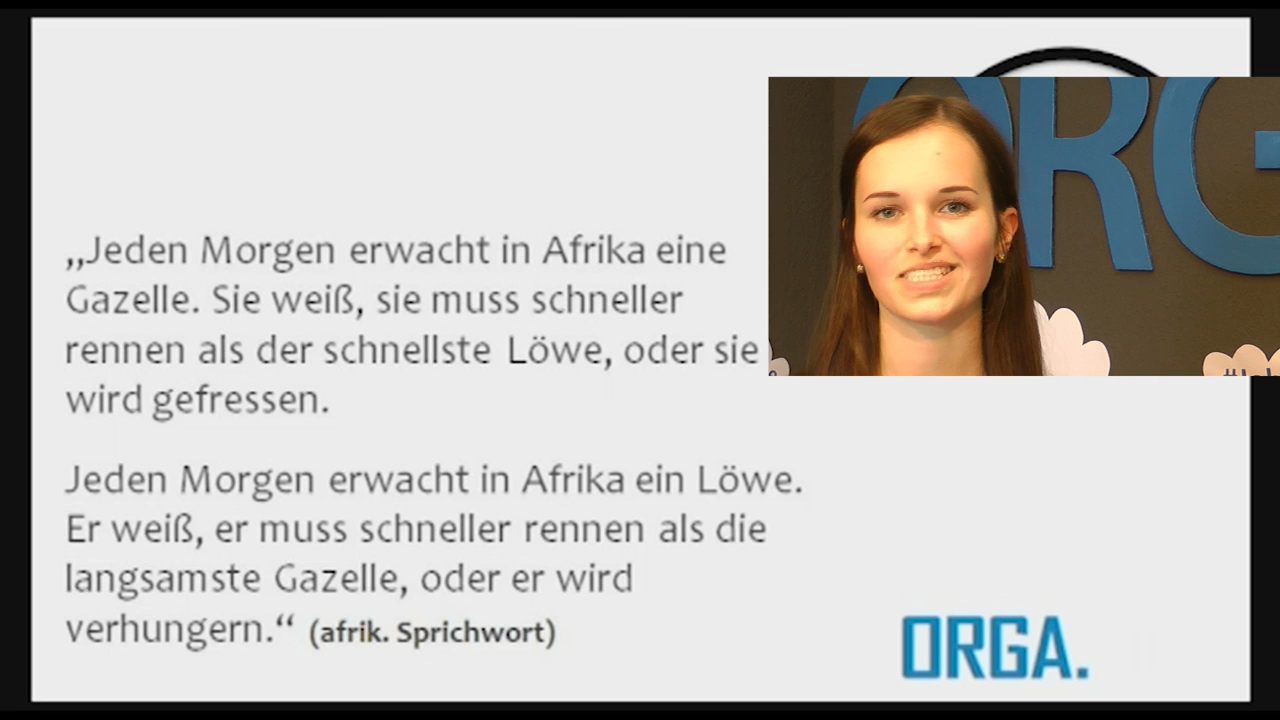 ORG
„Jeden Morgen erwacht in Afrika eine
Gazelle. Sie weiß, sie muss schneller
rennen als der schnellste Löwe, oder sie
wird gefressen.
Jeden Morgen erwacht in Afrika ein Löwe.
Er weiß, er muss schneller rennen als die
langsamste Gazelle, oder er wird
verhungern.“ (afrik. Sprichwort)
ORGA.